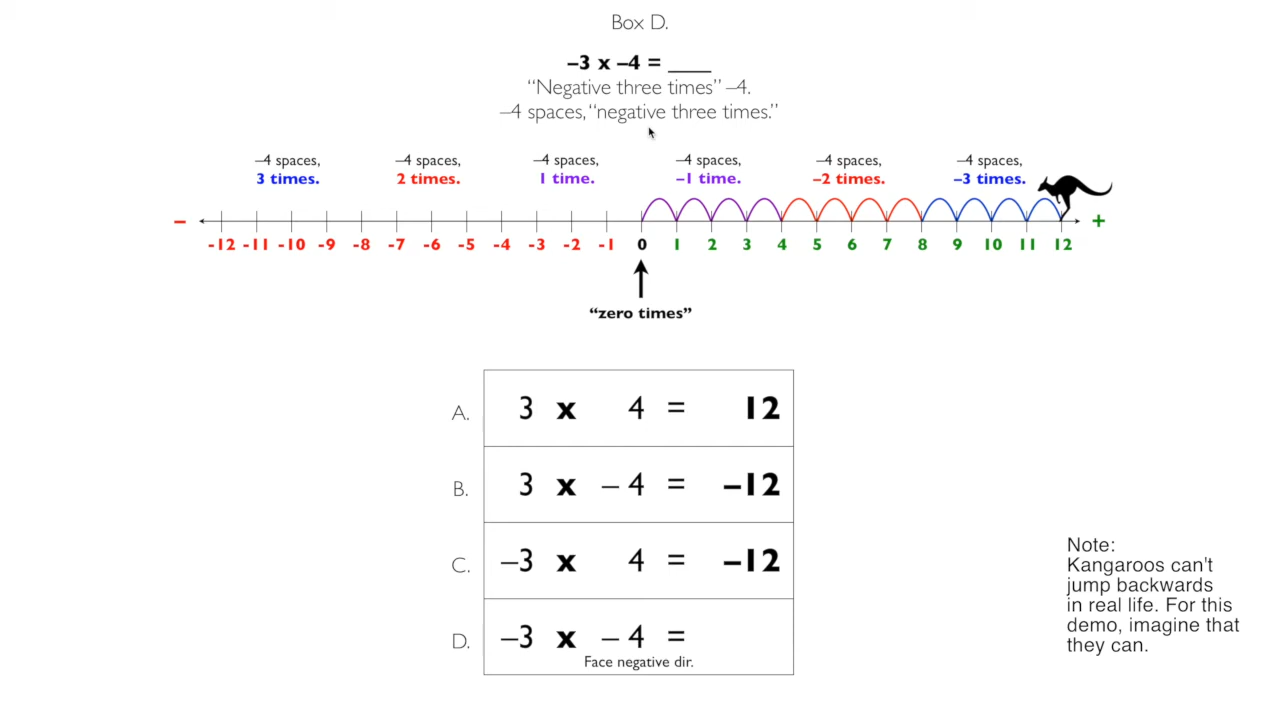 Box D.
–3 x –4 = ____
“Negative three times” –4.
–4 spaces, “negative three times.”
–4 spaces, –4 spaces, –4 spaces, –4 spaces, –4 spaces, –4 spaces,
3 times. 2 times. 1 time. –1 time. –2 times. –3 times.
– +
-12 -11 -10 -9 -8 -7 -6 -5 -4 -3 -2 -1 0 1 2 3 4 5 6 7 8 9 10 11 12
“zero times”
A. 3 x 4 = 12
B. 3 x – 4 = –12
C. –3 x 4 = –12
D. –3 x – 4 =
Face negative dir.
Note:
Kangaroos can't
jump backwards
in real life. For this
demo, imagine that
they can.